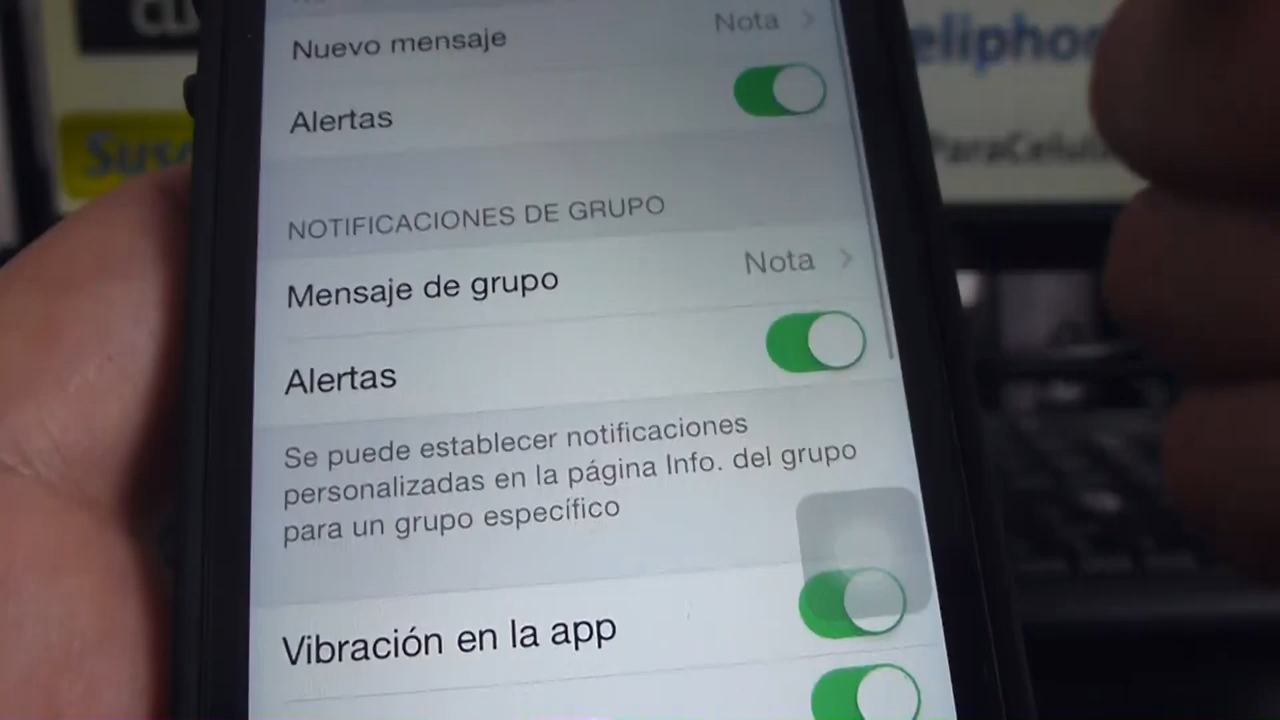 Nuevo mensaje
Nota
Alertas
NOTIFICACIONES DE GRUPO
Mensaje de grupo
Nota
Alertas
Se puede establecer notificaciones
personalizadas en la página Info. del grupo
para un grupo específico
Vibración en la app